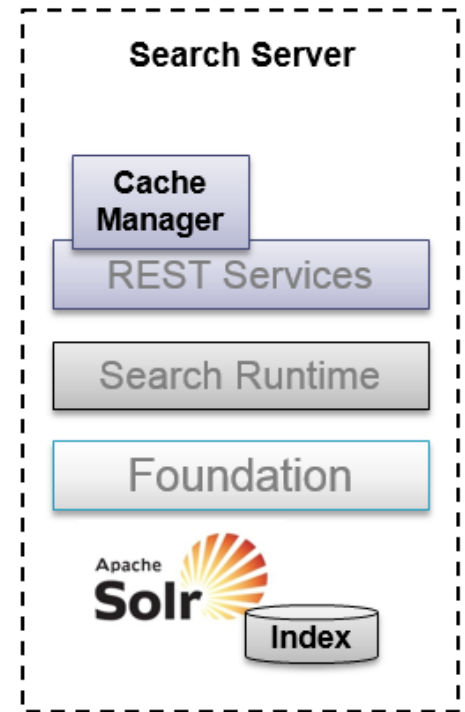 Search Server
Cache
Manager
REST Services
Search Runtime
Foundation
Apache
Solr
Index